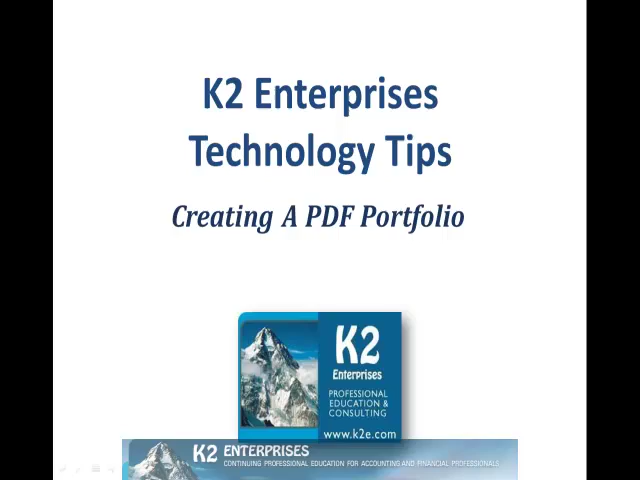 K2 Enterprises
Technology Tips
Creating A PDF Portfolio
K2
Enterprises
PROFESSIONAL
EDUCATION &
CONSULTING
www.k2e.com
K2 ENTERPRISES
CONTINUING PROFESSIONAL EDUCATION FOR ACCOUNTING AND FINANCIAL PROFESSIONALS